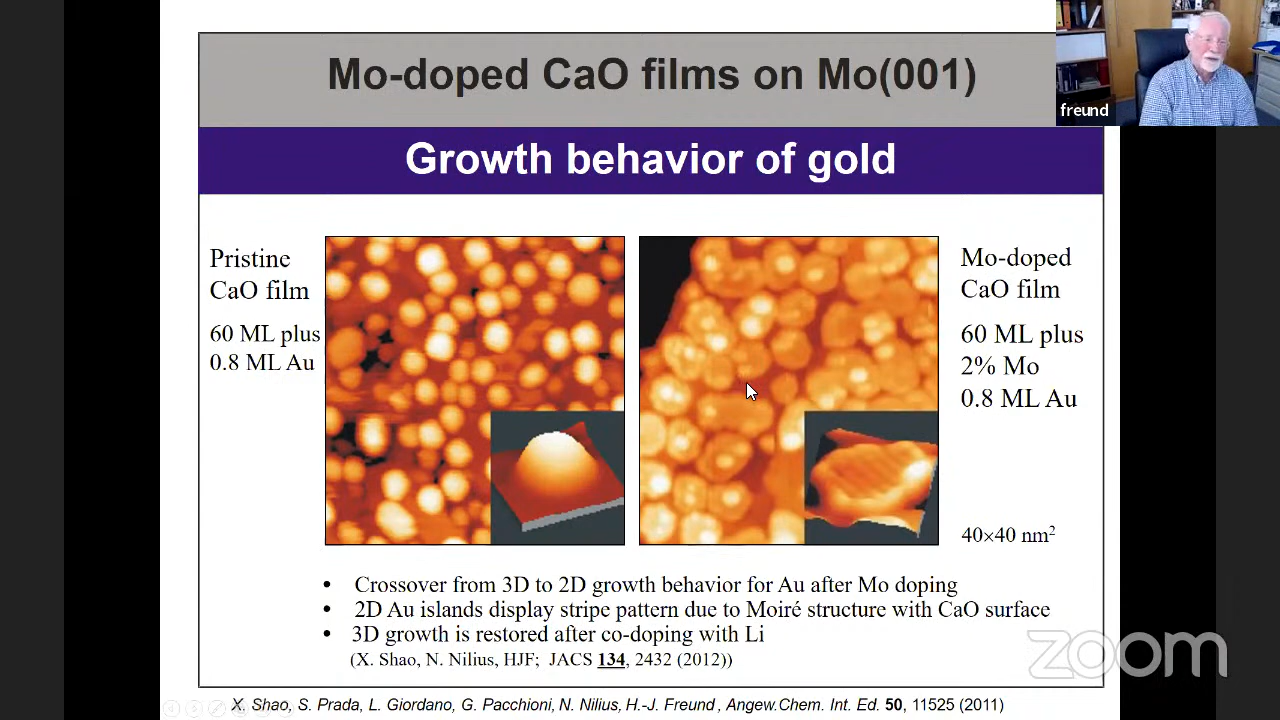 Mo-doped CaO films on Mo(001)
freund
Growth behavior of gold
Pristine
CaO film
60 ML plus
0.8 ML Au
Mo-doped
CaO film
60 ML plus
2% Mo
0.8 ML Au
40×40 nm²
• Crossover from 3D to 2D growth behavior for Au after Mo doping
• 2D Au islands display stripe pattern due to Moiré structure with CaO surface
• 3D growth is restored after co-doping with Li
(X. Shao, N. Nilius, HJF; JACS 134, 2432 (2012))
zoom
X. Shao, S. Prada, L. Giordano, G. Pacchioni, N. Nilius, H.-J. Freund, Angew.Chem. Int. Ed. 50, 11525 (2011)